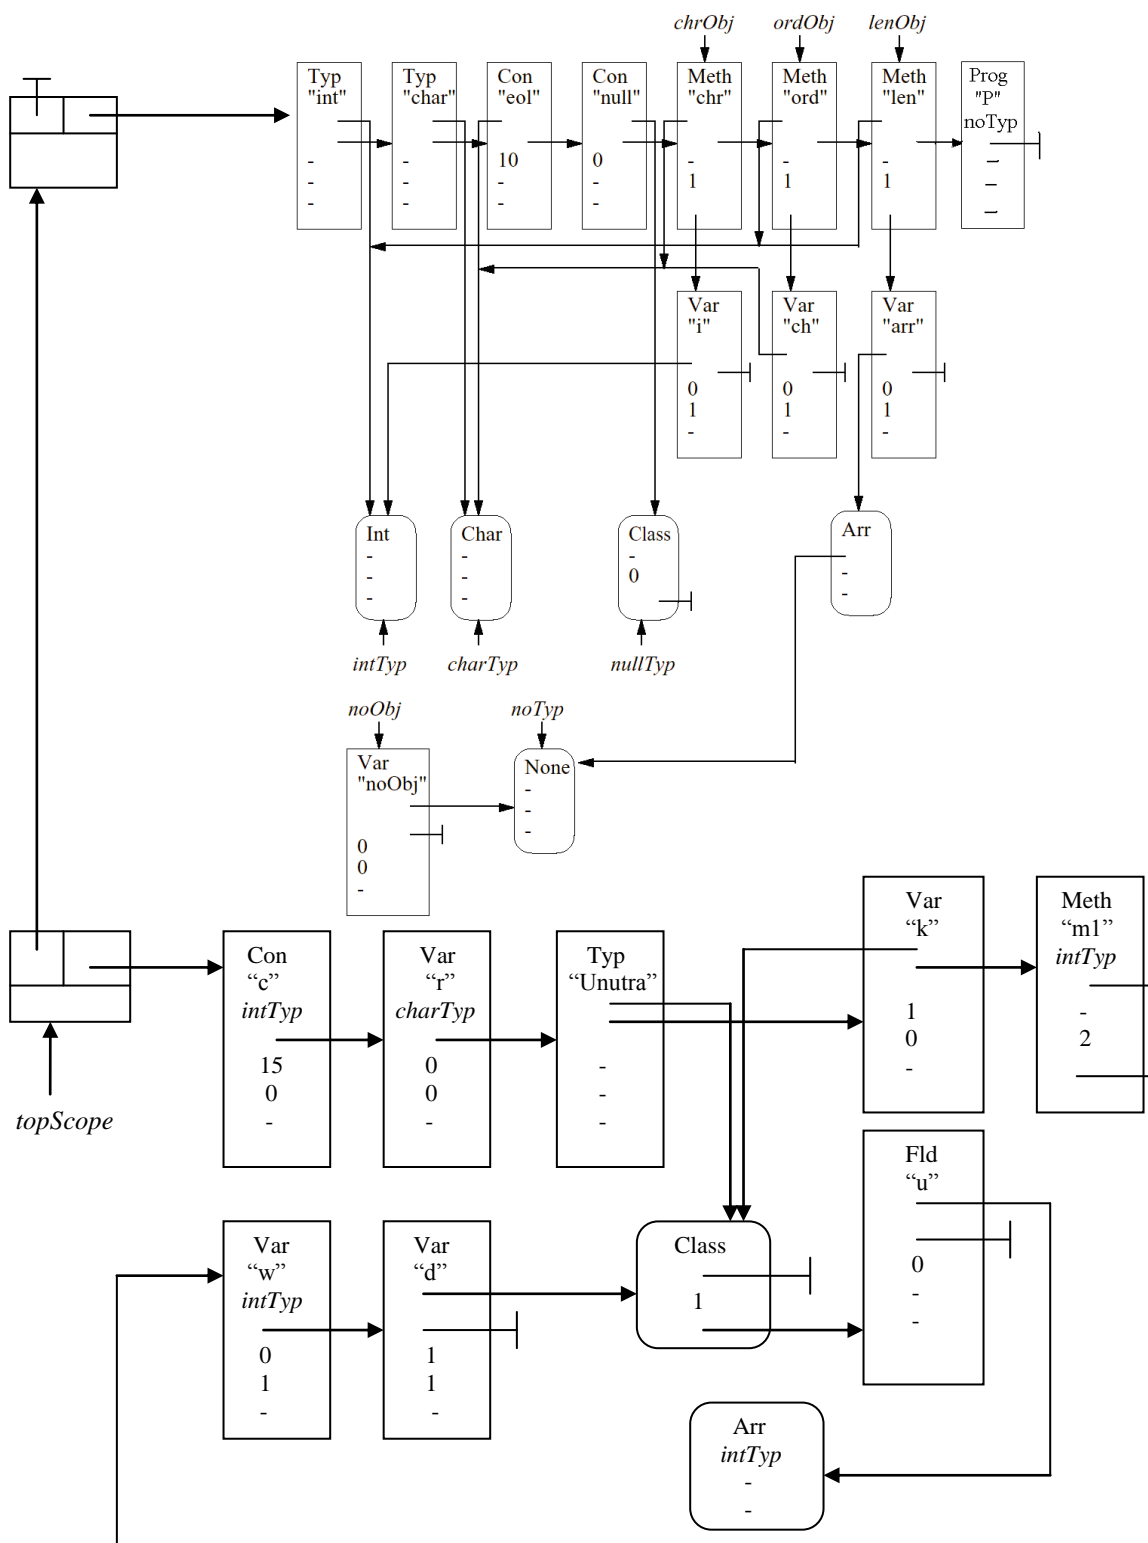 chrObj ordObj lenObj
Typ
"int"
-
-
-
Typ
"char"
-
-
-
Con
"eol"
10
-
-
Con
"null"
0
-
-
Meth
"chr"
-
1
Meth
"ord"
-
1
Meth
"len"
-
1
Prog
"P"
noTyp
-
-
-
Var
"i"
0
1
-
Var
"ch"
0
1
-
Var
"arr"
0
1
-
Int
-
-
-
Char
-
-
-
Class
-
0
Arr
-
-
intTyp charTyp nullTyp
noObj noTyp
Var
"noObj"
0
0
-
None
-
-
-
topScope
Con
“c”
intTyp
15
0
-
Var
“r”
charTyp
0
0
-
Typ
“Unutra”
-
-
-
Var
“k”
1
0
-
Meth
“m1”
intTyp
-
2
Var
“w”
intTyp
0
1
-
Var
“d”
1
1
-
Class
1
Fld
“u”
0
-
-
Arr
intTyp
-
-